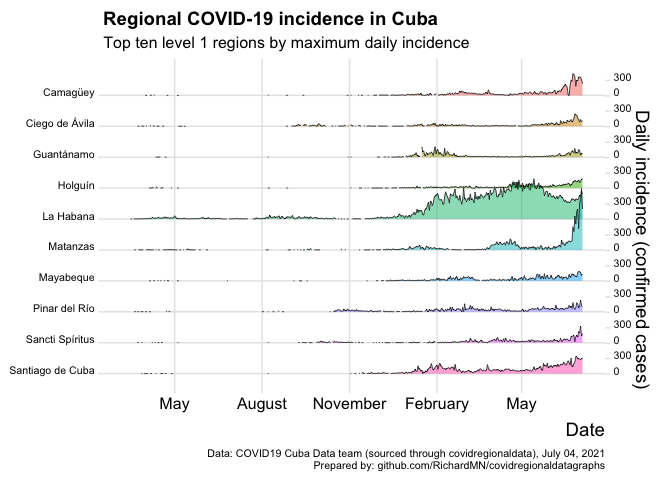 Regional COVID-19 incidence in Cuba
Top ten level 1 regions by maximum daily incidence
Camagüey
300
0
Ciego de Ávila
300
0
Guantánamo
300
0
Holguín
300
0
La Habana
300
0
Matanzas
300
0
Mayabeque
300
0
Pinar del Río
300
0
Sancti Spíritus
300
0
Santiago de Cuba
300
0
Daily incidence (confirmed cases)
May August November February May
Date
Data: COVID19 Cuba Data team (sourced through covidregionaldata), July 04, 2021
Prepared by: github.com/RichardMN/covidregionaldatagraphs